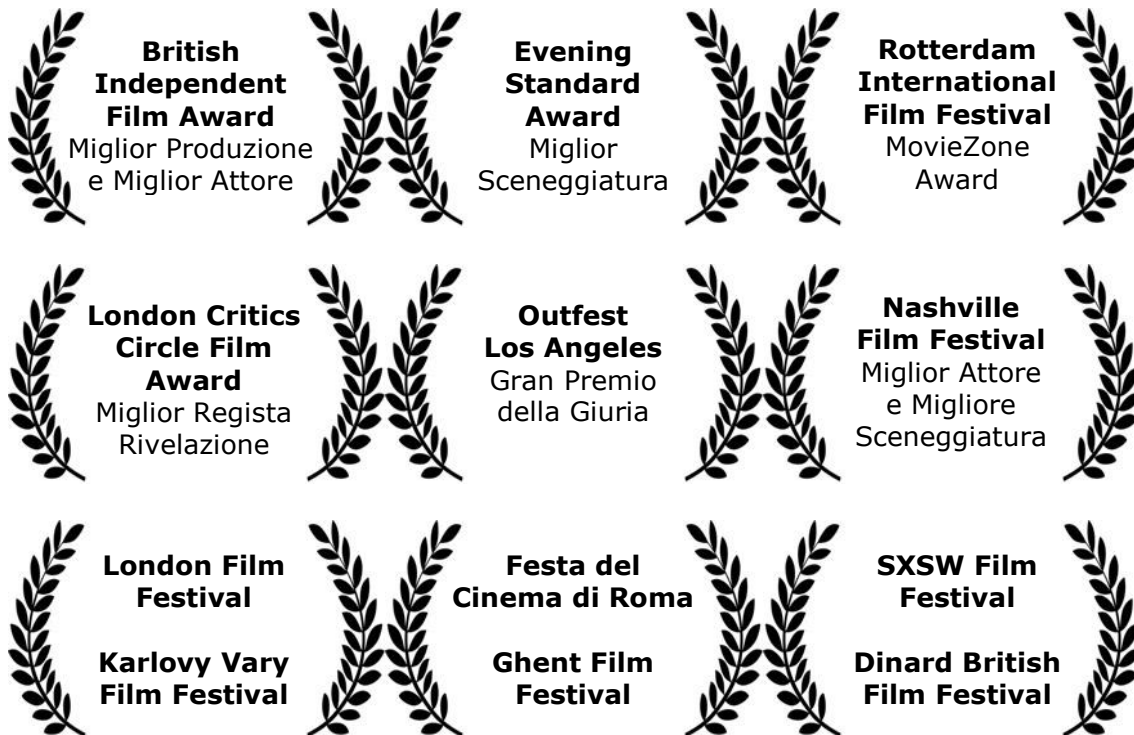 British
Independent
Film Award
Miglior Produzione
e Miglior Attore
Evening
Standard
Award
Miglior
Sceneggiatura
Rotterdam
International
Film Festival
MovieZone
Award
London Critics
Circle Film
Award
Miglior Regista
Rivelazione
Outfest
Los Angeles
Gran Premio
della Giuria
Nashville
Film Festival
Miglior Attore
e Migliore
Sceneggiatura
London Film
Festival
Karlovy Vary
Film Festival
Festa del
Cinema di Roma
Ghent Film
Festival
SXSW Film
Festival
Dinard British
Film Festival